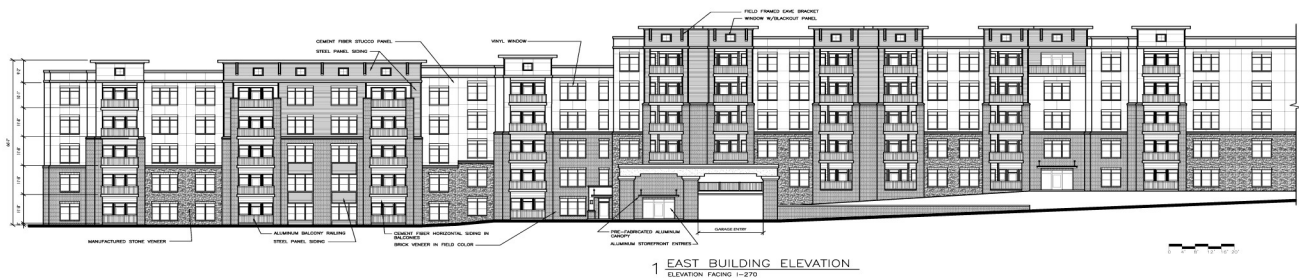 FIELD FRAMED EAVE BRACKET
WINDOW W/BLACKOUT PANEL
CEMENT FIBER STUCCO PANEL
STEEL PANEL SIDING
VINYL WINDOW
MANUFACTURED STONE VENEER
ALUMINUM BALCONY RAILING
STEEL PANEL SIDING
CEMENT FIBER HORIZONTAL SIDING IN
BALCONIES
BRICK VENEER IN FIELD COLOR
PRE-FABRICATED ALUMINUM
CANOPY
ALUMINUM STOREFRONT ENTRIES
GARAGE ENTRY
1 EAST BUILDING ELEVATION
ELEVATION FACING I-270